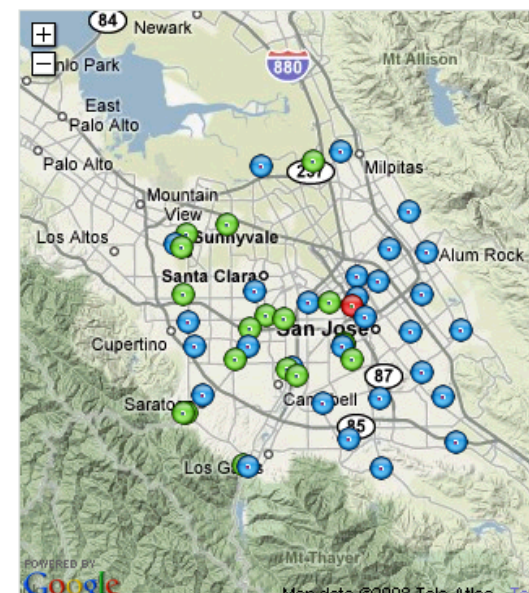 84
Newark
+
−
nlo Park
880
Mt Allison
East
Palo Alto
Palo Alto
237
Milpitas
Mountain
View
Los Altos
Sunnyvale
Alum Rock
Santa Clara
San Jose
Cupertino
87
Campbell
Sarato
85
Los G s
Mt Thayer
POWERED BY
Google
Map data ©2008 Tele Atlas